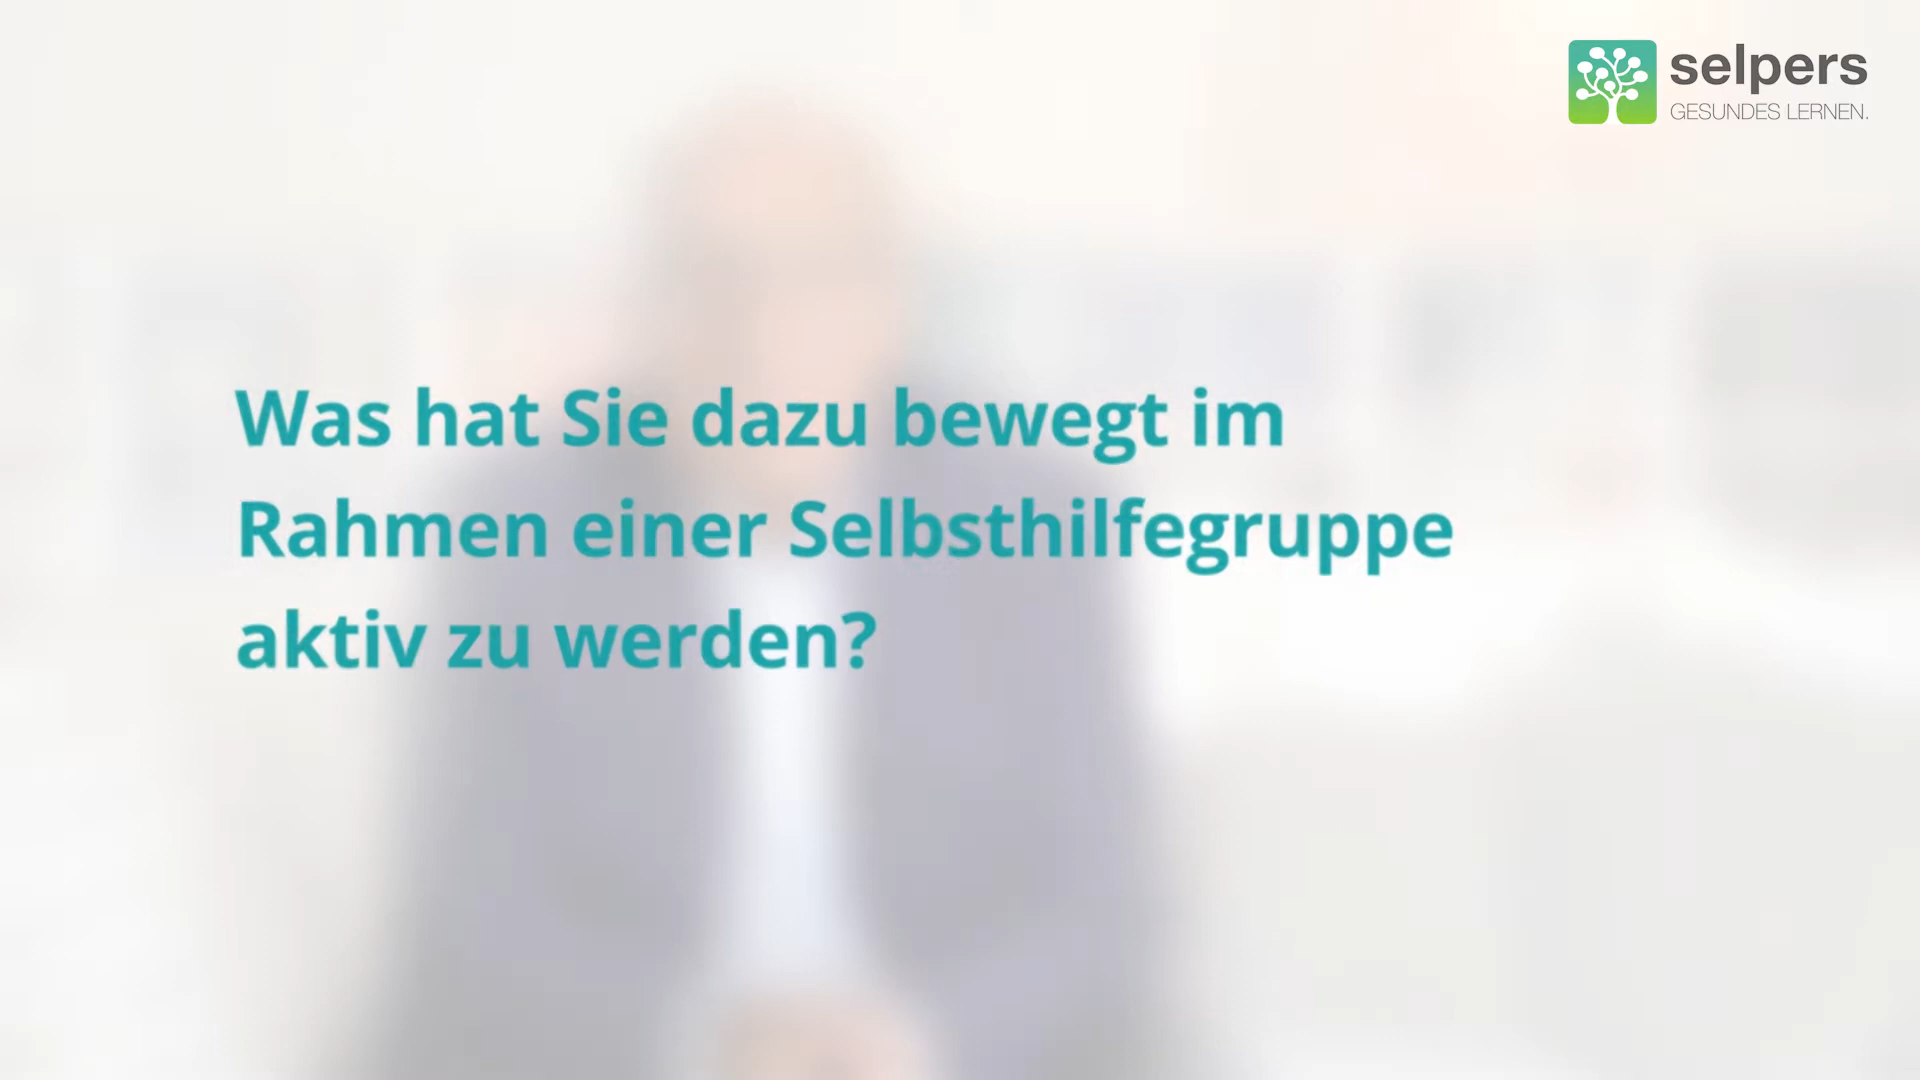 selpers
GESUNDES LERNEN.
Was hat Sie dazu bewegt im
Rahmen einer Selbsthilfegruppe
aktiv zu werden?